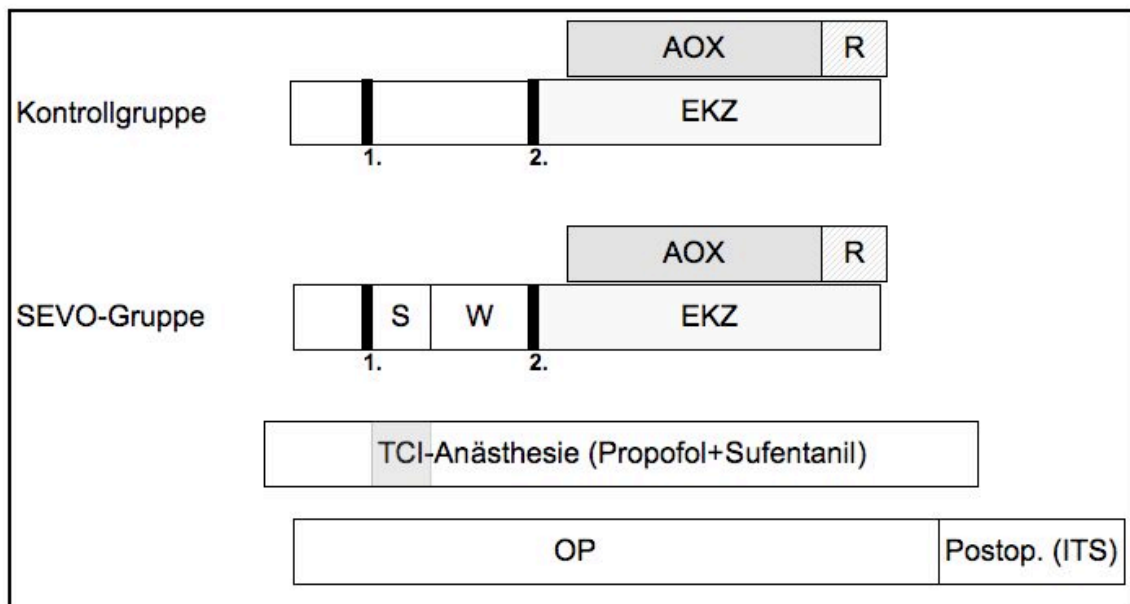 AOX R
Kontrollgruppe EKZ
1. 2.
AOX R
SEVO-Gruppe S W EKZ
1. 2.
TCI-Anästhesie (Propofol+Sufentanil)
OP Postop. (ITS)